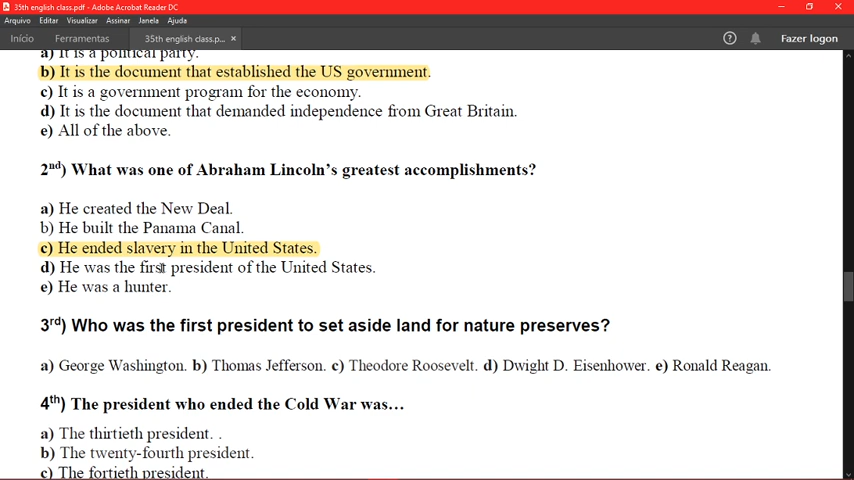 35th english class.pdf - Adobe Acrobat Reader DC
Arquivo Editar Visualizar Assinar Janela Ajuda
Início Ferramentas 35th english class.p... × Fazer logon
a) It is a political party.
b) It is the document that established the US government.
c) It is a government program for the economy.
d) It is the document that demanded independence from Great Britain.
e) All of the above.
2nd) What was one of Abraham Lincoln’s greatest accomplishments?
a) He created the New Deal.
b) He built the Panama Canal.
c) He ended slavery in the United States.
d) He was the first president of the United States.
e) He was a hunter.
3rd) Who was the first president to set aside land for nature preserves?
a) George Washington. b) Thomas Jefferson. c) Theodore Roosevelt. d) Dwight D. Eisenhower. e) Ronald Reagan.
4th) The president who ended the Cold War was…
a) The thirtieth president. .
b) The twenty-fourth president.
c) The fortieth president.